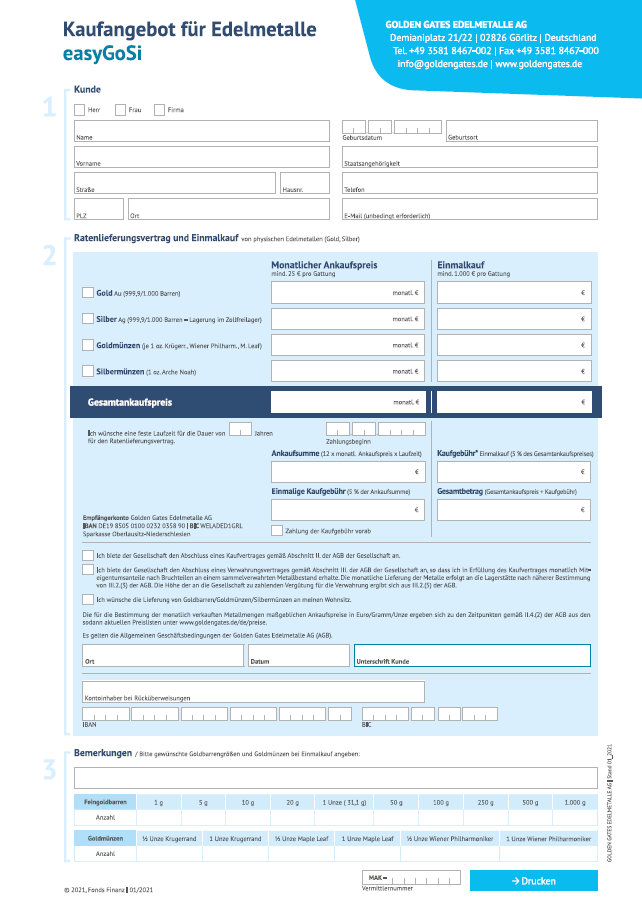 Kaufangebot für Edelmetalle
easyGoSi
GOLDEN GATES EDELMETALLE AG
Demianiplatz 21/22 | 02826 Görlitz | Deutschland
Tel. +49 3581 8467-002 | Fax +49 3581 8467-000
info@goldengates.de | www.goldengates.de
1
Kunde
Herr Frau Firma
Name
Geburtsdatum Geburtsort
Vorname
Staatsangehörigkeit
Straße Hausnr.
Telefon
PLZ Ort
E-Mail (unbedingt erforderlich)
2
Ratenlieferungsvertrag und Einmalkauf von physischen Edelmetallen (Gold, Silber)
Monatlicher Ankaufspreis
mind. 25 € pro Gattung
Einmalkauf
mind. 1.000 € pro Gattung
Gold Au (999,9/1.000 Barren) monatl. € €
Silber Ag (999,9/1.000 Barren – Lagerung im Zollfreilager) monatl. € €
Goldmünzen (je 1 oz. Krügerr., Wiener Philharm., M. Leaf) monatl. € €
Silbermünzen (1 oz. Arche Noah) monatl. € €
Gesamtankaufspreis monatl. € €
Ich wünsche eine feste Laufzeit für die Dauer von Jahren
für den Ratenlieferungsvertrag.
Zahlungsbeginn
Ankaufsumme (12 x monatl. Ankaufspreis x Laufzeit)
€
Kaufgebühr* Einmalkauf (5 % des Gesamtankaufspreises)
€
Einmalige Kaufgebühr (5 % der Ankaufsumme)
€
Gesamtbetrag (Gesamtankaufspreis + Kaufgebühr)
€
Empfängerkonto Golden Gates Edelmetalle AG
IBAN DE19 8505 0100 0232 0358 90 | BIC WELADED1GRL
Sparkasse Oberlausitz-Niederschlesien
Zahlung der Kaufgebühr vorab
Ich biete der Gesellschaft den Abschluss eines Kaufvertrages gemäß Abschnitt II. der AGB der Gesellschaft an.
Ich biete der Gesellschaft den Abschluss eines Verwahrungsvertrages gemäß Abschnitt III. der AGB der Gesellschaft an, so dass ich in Erfüllung des Kaufvertrages monatlich Mit-
eigentumsanteile nach Bruchteilen an einem sammelverwahrten Metallbestand erhalte. Die monatliche Lieferung der Metalle erfolgt an die Lagerstätte nach näherer Bestimmung
von III.2.(3) der AGB. Die Höhe der an die Gesellschaft zu zahlenden Vergütung für die Verwahrung ergibt sich aus III.2.(5) der AGB.
Ich wünsche die Lieferung von Goldbarren/Goldmünzen/Silbermünzen an meinen Wohnsitz.
Die für die Bestimmung der monatlich verkauften Metallmengen maßgeblichen Ankaufspreise in Euro/Gramm/Unze ergeben sich zu den Zeitpunkten gemäß II.4.(2) der AGB aus den
sodann aktuellen Preislisten unter www.goldengates.de/de/preise.
Es gelten die Allgemeinen Geschäftsbedingungen der Golden Gates Edelmetalle AG (AGB).
Ort Datum Unterschrift Kunde
Kontoinhaber bei Rücküberweisungen
IBAN BIC
3
Bemerkungen / Bitte gewünschte Goldbarrengrößen und Goldmünzen bei Einmalkauf angeben:
Feingoldbarren 1 g 5 g 10 g 20 g 1 Unze ( 31,1 g) 50 g 100 g 250 g 500 g 1.000 g
Anzahl
Goldmünzen ½ Unze Krugerrand 1 Unze Krugerrand ½ Unze Maple Leaf 1 Unze Maple Leaf ½ Unze Wiener Philharmoniker 1 Unze Wiener Philharmoniker
Anzahl
GOLDEN GATES EDELMETALLE AG | Stand 01_2021
MAK –
Vermittlernummer
→ Drucken
© 2021, Fonds Finanz | 01/2021